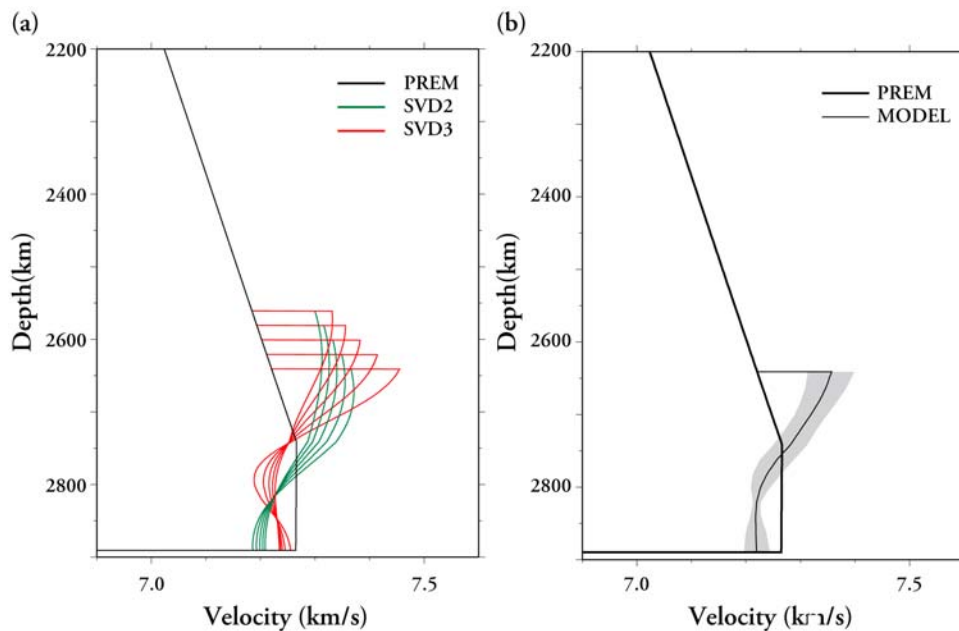 (a)
2200
2400
2600
2800
Depth(km)
7.0
7.5
Velocity (km/s)
PREM
SVD2
SVD3
(b)
2200
2400
2600
2800
Depth(km)
7.0
7.5
Velocity
PREM
MODEL